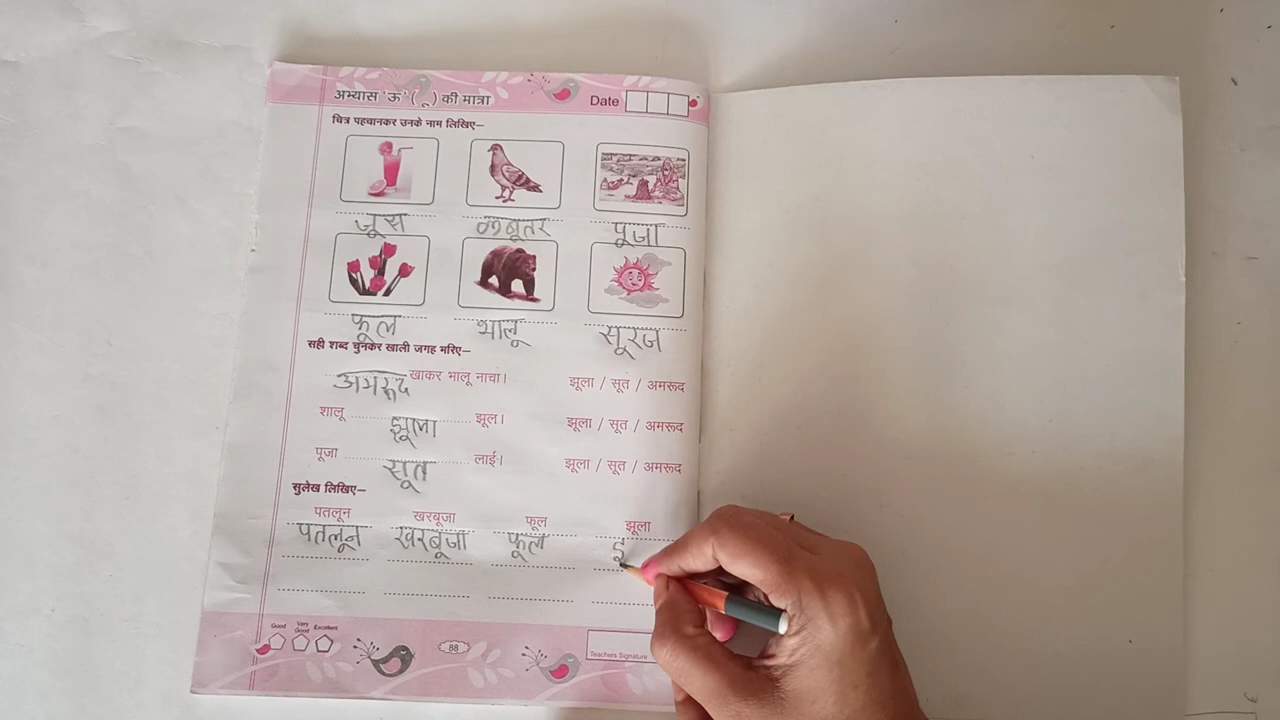 अभ्यास 'ऊ' ( ू ) की मात्रा Date
चित्र पहचानकर उनके नाम लिखिए–
जूस कबूतर पूजा
फूल भालू सूरज
सही शब्द चुनकर खाली जगह भरिए–
अमरूद खाकर भालू नाचा। झूला / सूत / अमरूद
शालू झूला झूल। झूला / सूत / अमरूद
पूजा सूत लाई। झूला / सूत / अमरूद
सुलेख लिखिए–
पतलून खरबूजा फूल झूला
पतलून खरबूजा फूल इ
Good Very Good Excellent
88
Teachers Signature